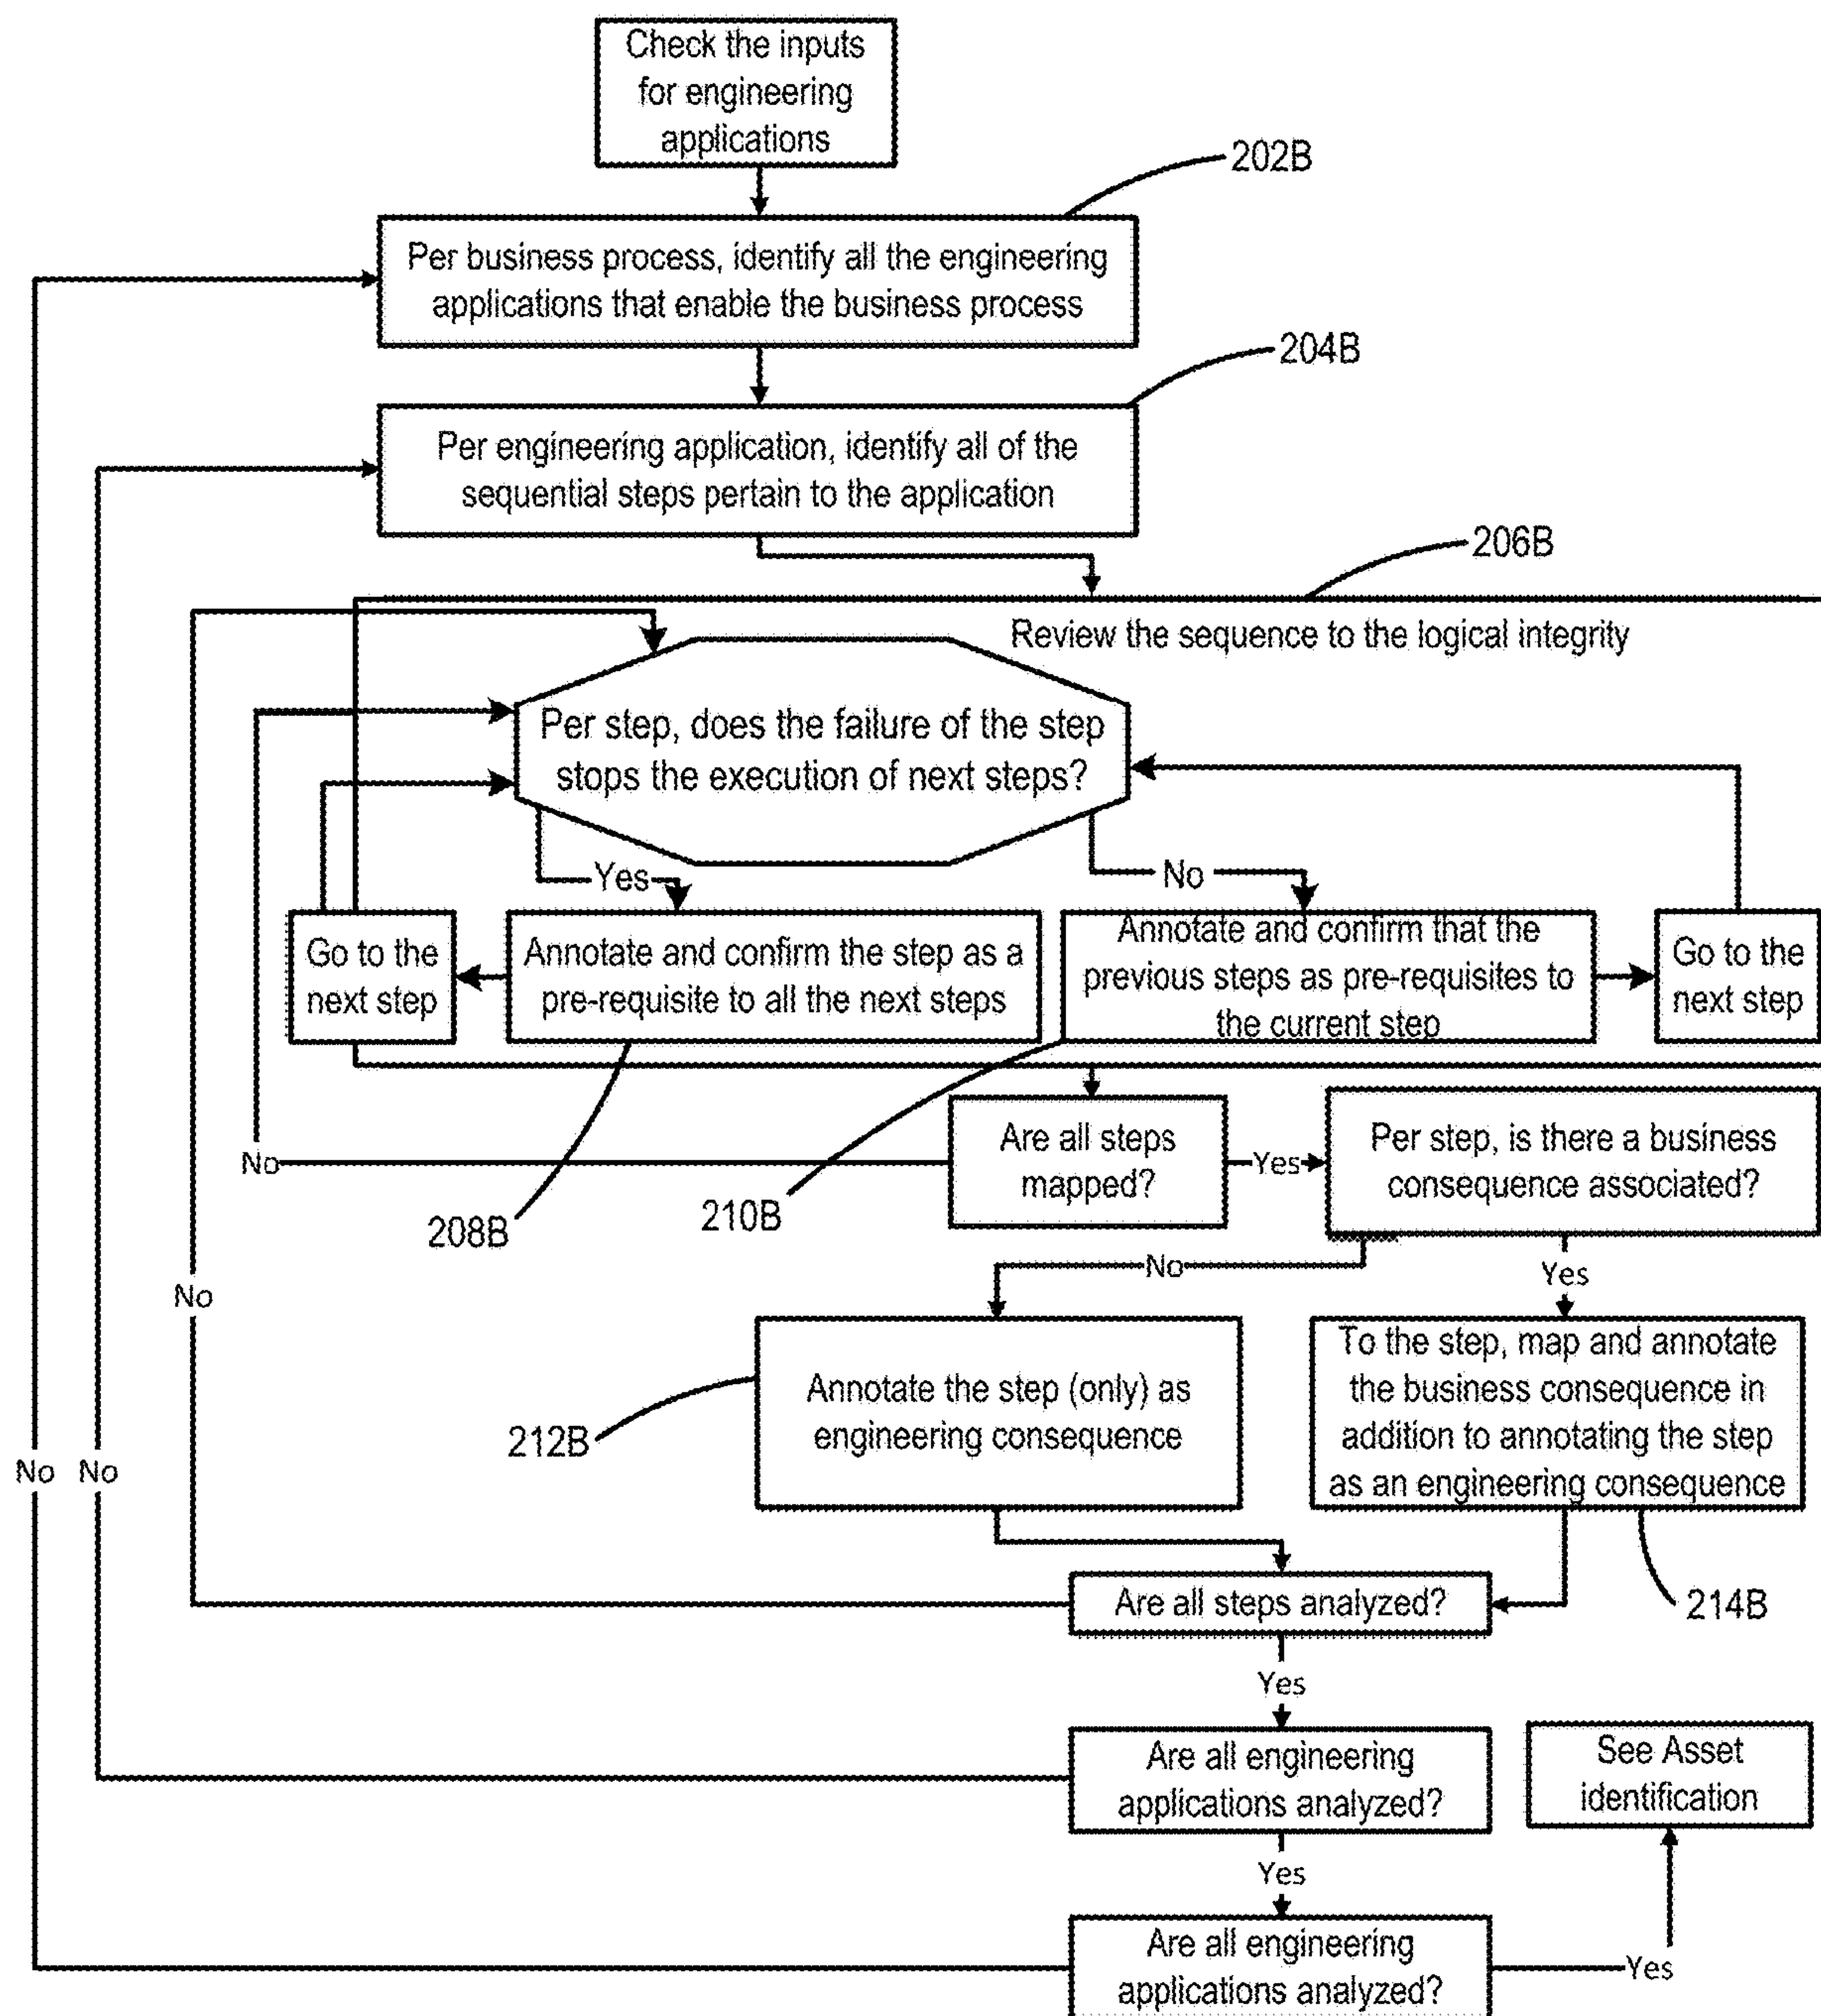 Check the inputs
for engineering
applications
202B
Per business process, identify all the engineering
applications that enable the business process
204B
Per engineering application, identify all of the
sequential steps pertain to the application
206B
Review the sequence to the logical integrity
Per step, does the failure of the step
stops the execution of next steps?
Yes
No
Go to the
next step
Annotate and confirm the step as a
pre-requisite to all the next steps
Annotate and confirm that the
previous steps as pre-requisites to
the current step
Go to the
next step
Are all steps
mapped?
Yes
Per step, is there a business
consequence associated?
No
208B
210B
No
Yes
No
Annotate the step (only) as
engineering consequence
212B
To the step, map and annotate
the business consequence in
addition to annotating the step
as an engineering consequence
No
No
Are all steps analyzed?
214B
Yes
Are all engineering
applications analyzed?
See Asset
identification
Yes
Are all engineering
applications analyzed?
Yes